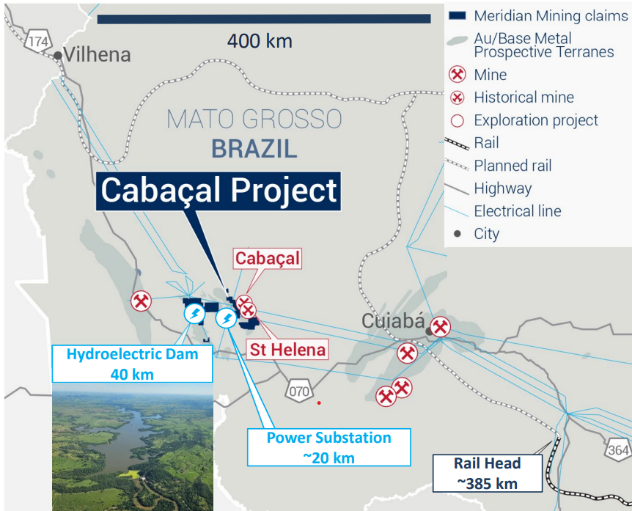 400 km
Meridian Mining claims
Au/Base Metal
Prospective Terranes
Mine
Historical mine
Exploration project
Rail
Planned rail
Highway
Electrical line
City
174
Vilhena
MATO GROSSO
BRAZIL
Cabaçal Project
Cabaçal
St Helena
Cuiabá
Hydroelectric Dam
40 km
070
Power Substation
~20 km
Rail Head
~385 km
364